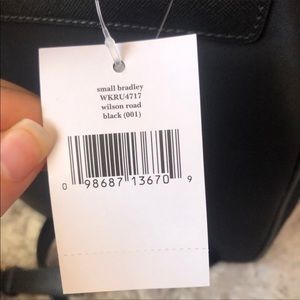 small bradley
WKRU4717
wilson road
black (001)
0 98687 13670 9